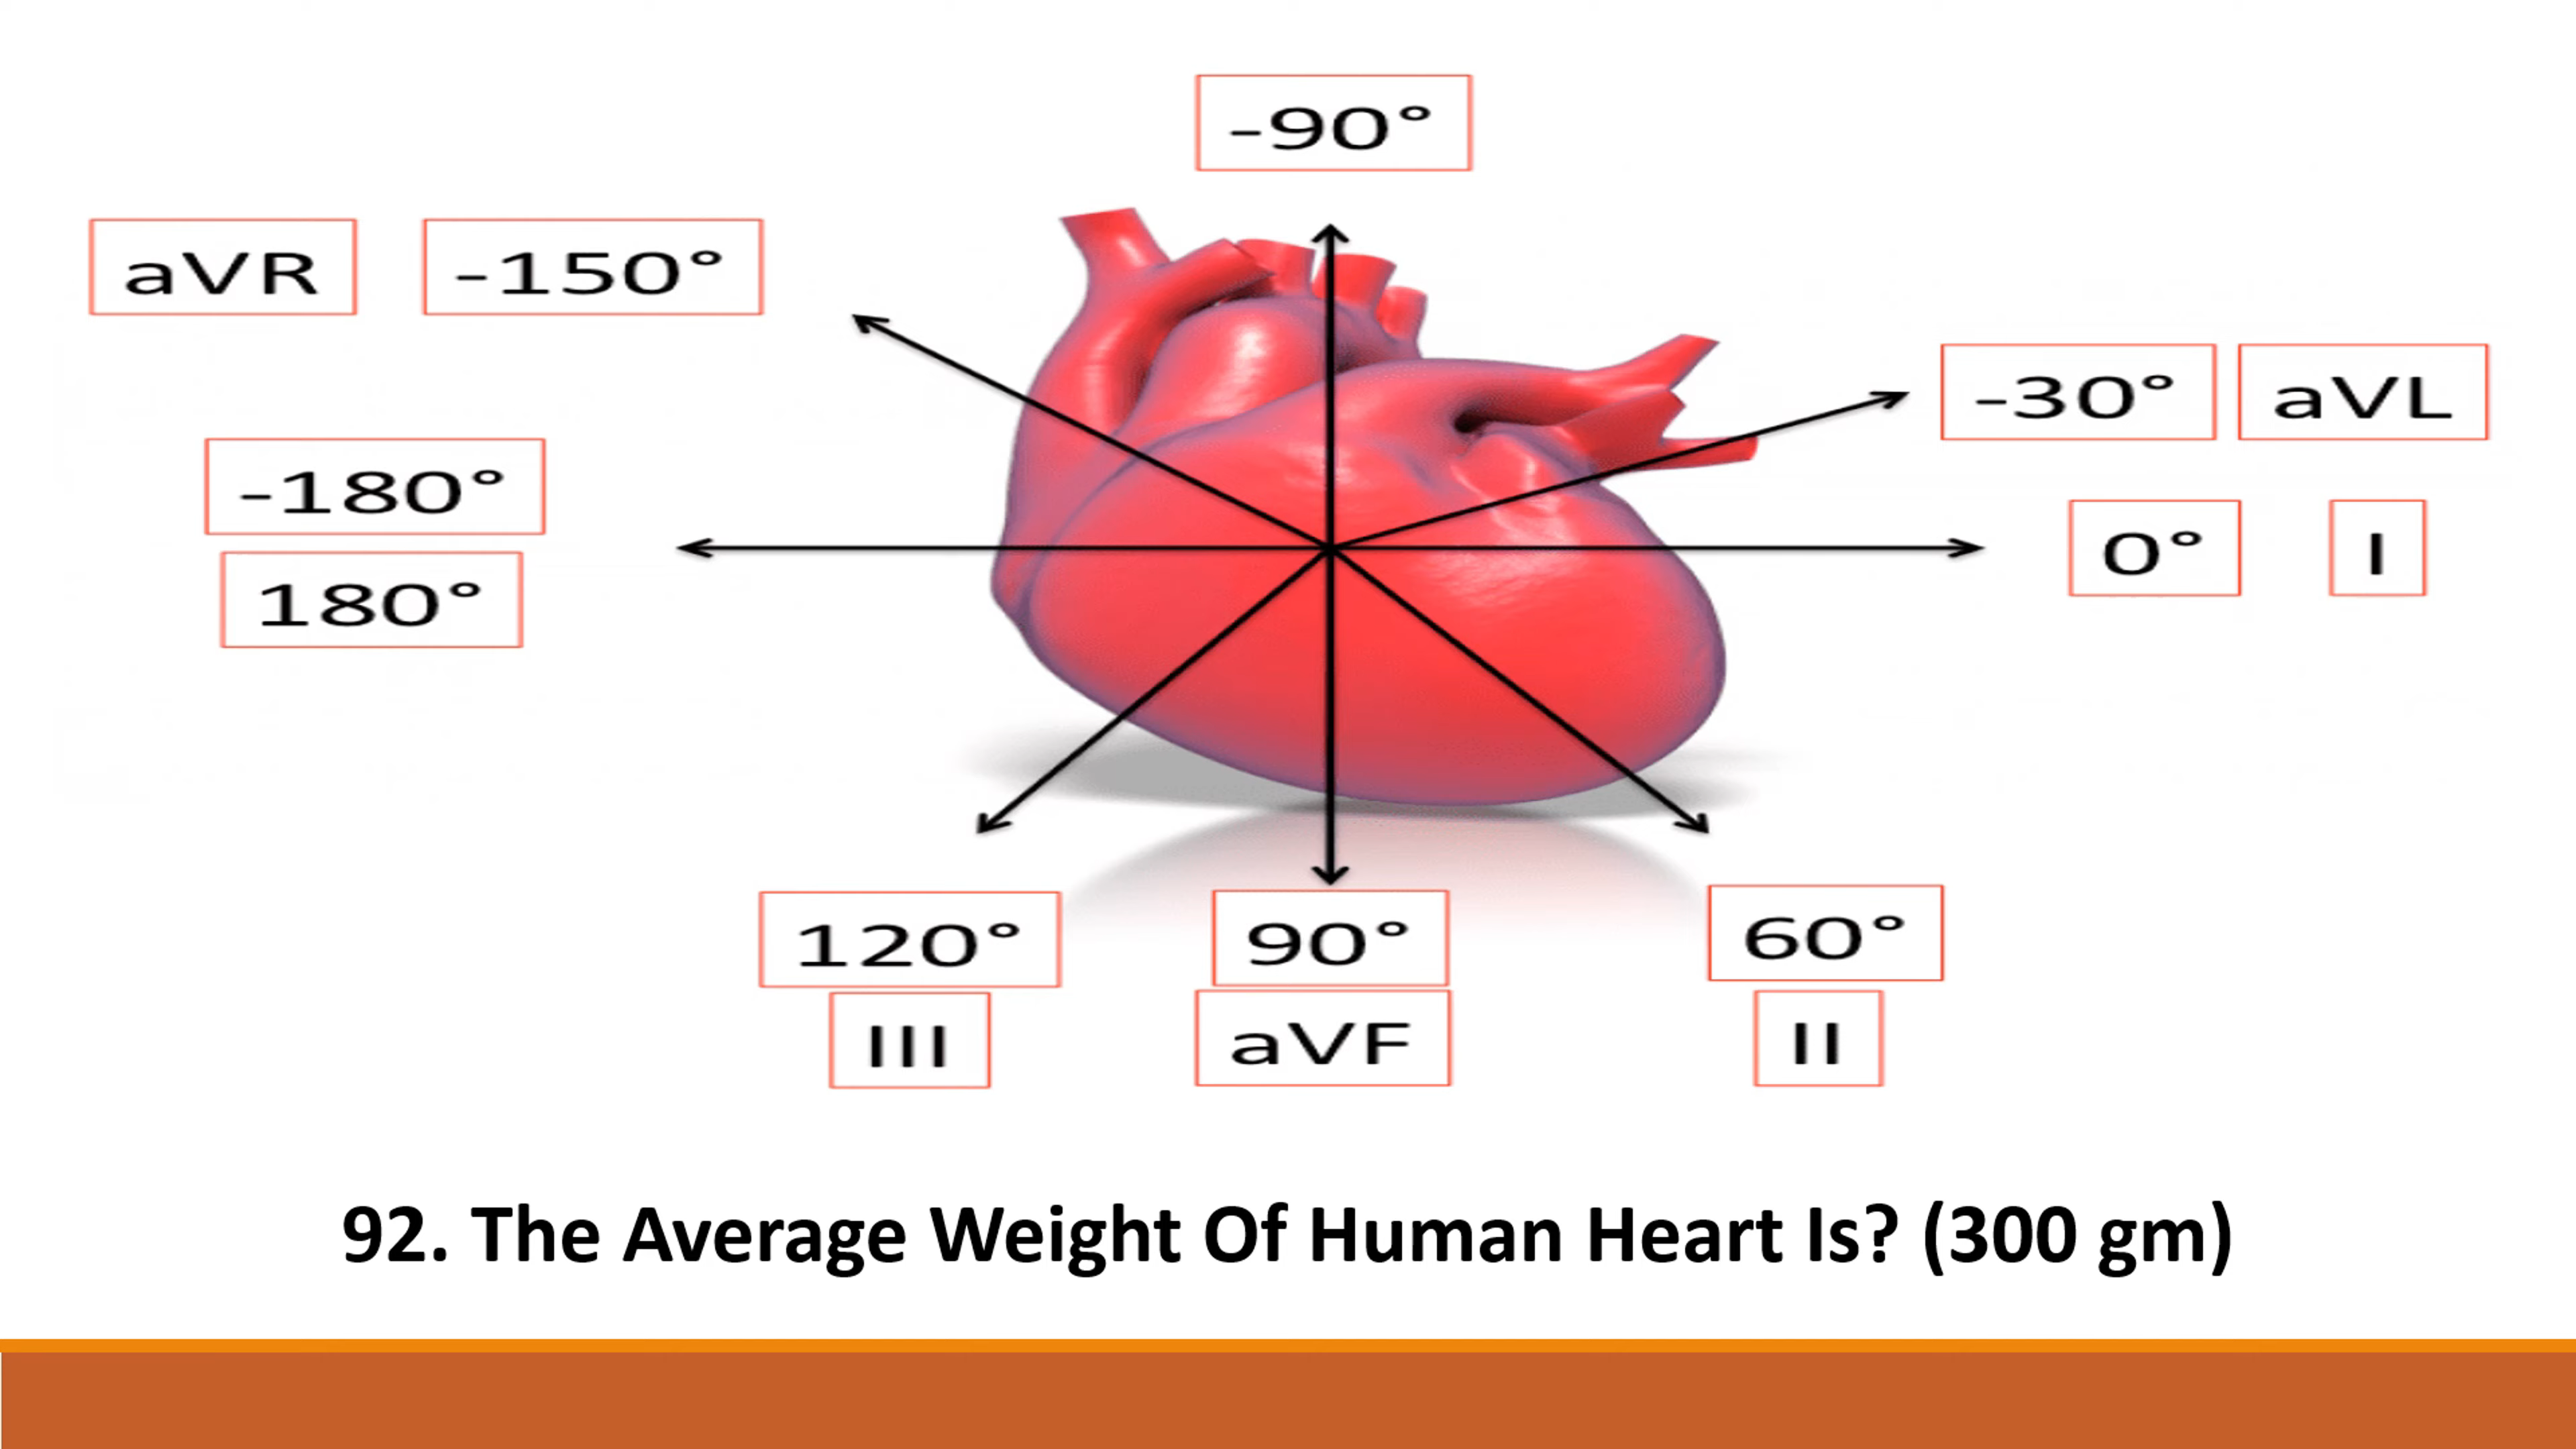 -90°
aVR -150°
-30° aVL
-180°
0° I
180°
120° 90° 60°
III aVF II
92. The Average Weight Of Human Heart Is? (300 gm)